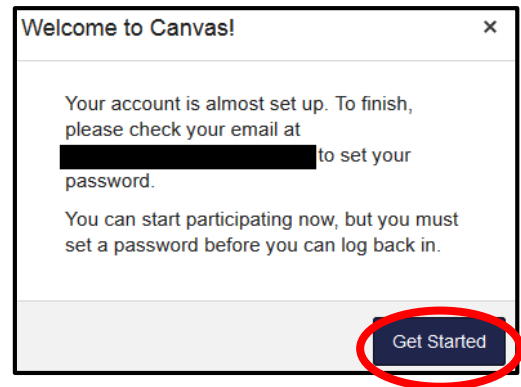 Welcome to Canvas! ×
Your account is almost set up. To finish,
please check your email at
to set your
password.
You can start participating now, but you must
set a password before you can log back in.
Get Started